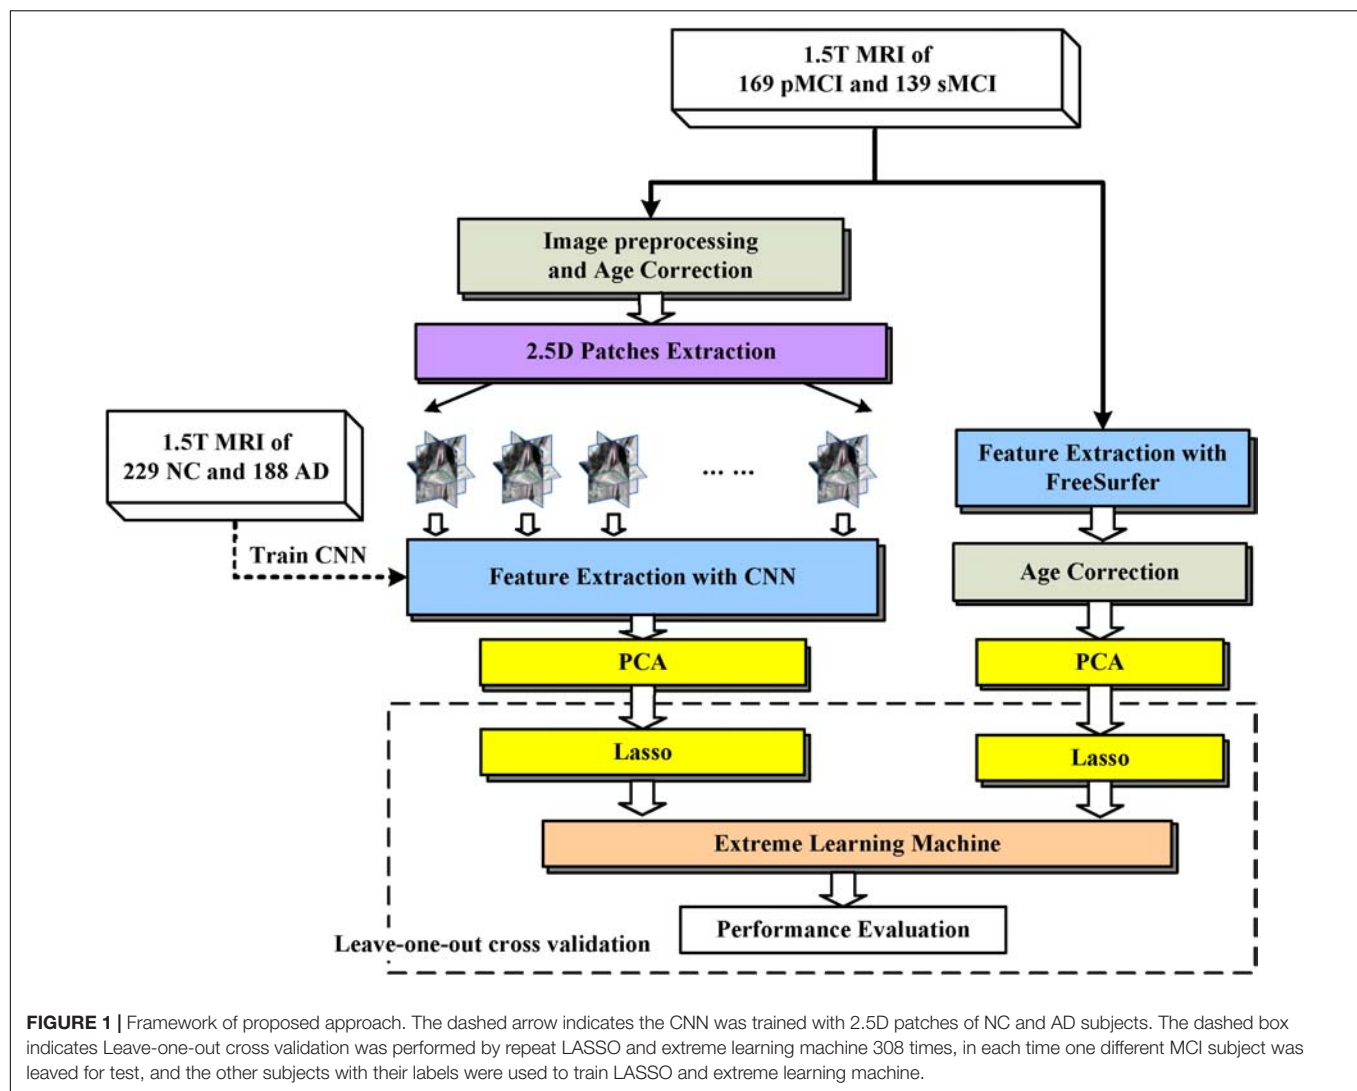 1.5T MRI of
169 pMCI and 139 sMCI
Image preprocessing
and Age Correction
2.5D Patches Extraction
1.5T MRI of
229 NC and 188 AD
... ...
Feature Extraction with
FreeSurfer
Train CNN
Feature Extraction with CNN
Age Correction
PCA
PCA
Lasso
Lasso
Extreme Learning Machine
Performance Evaluation
Leave-one-out cross validation
FIGURE 1 | Framework of proposed approach. The dashed arrow indicates the CNN was trained with 2.5D patches of NC and AD subjects. The dashed box
indicates Leave-one-out cross validation was performed by repeat LASSO and extreme learning machine 308 times, in each time one different MCI subject was
leaved for test, and the other subjects with their labels were used to train LASSO and extreme learning machine.